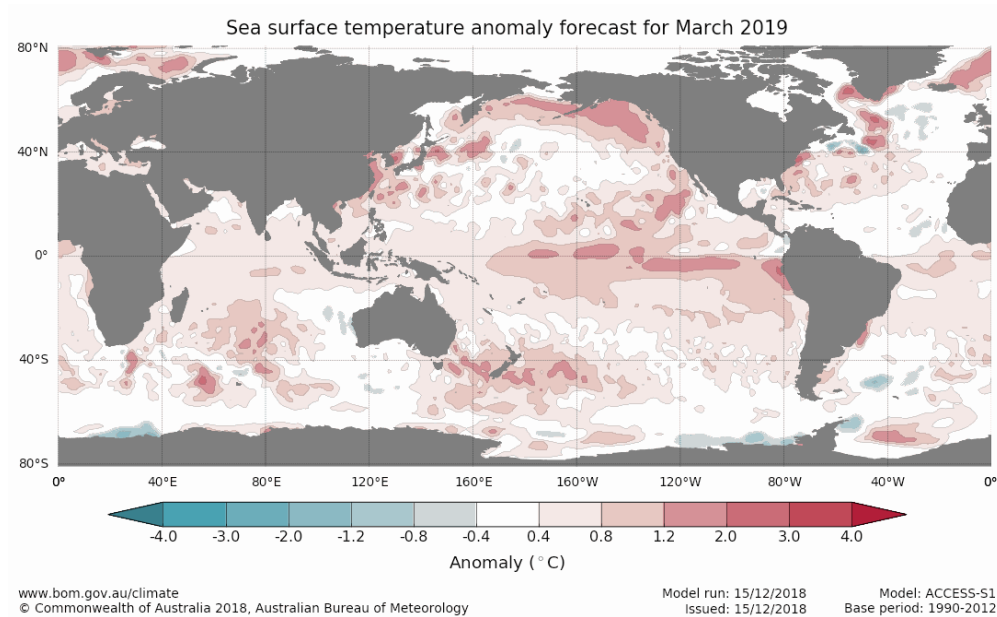 Sea surface temperature anomaly forecast for March 2019
80°N
40°N
0°
40°S
80°S
0° 40°E 80°E 120°E 160°E 160°W 120°W 80°W 40°W 0°
-4.0 -3.0 -2.0 -1.2 -0.8 -0.4 0.4 0.8 1.2 2.0 3.0 4.0
Anomaly (°C)
www.bom.gov.au/climate Model run: 15/12/2018 Model: ACCESS-S1
© Commonwealth of Australia 2018, Australian Bureau of Meteorology Issued: 15/12/2018 Base period: 1990-2012